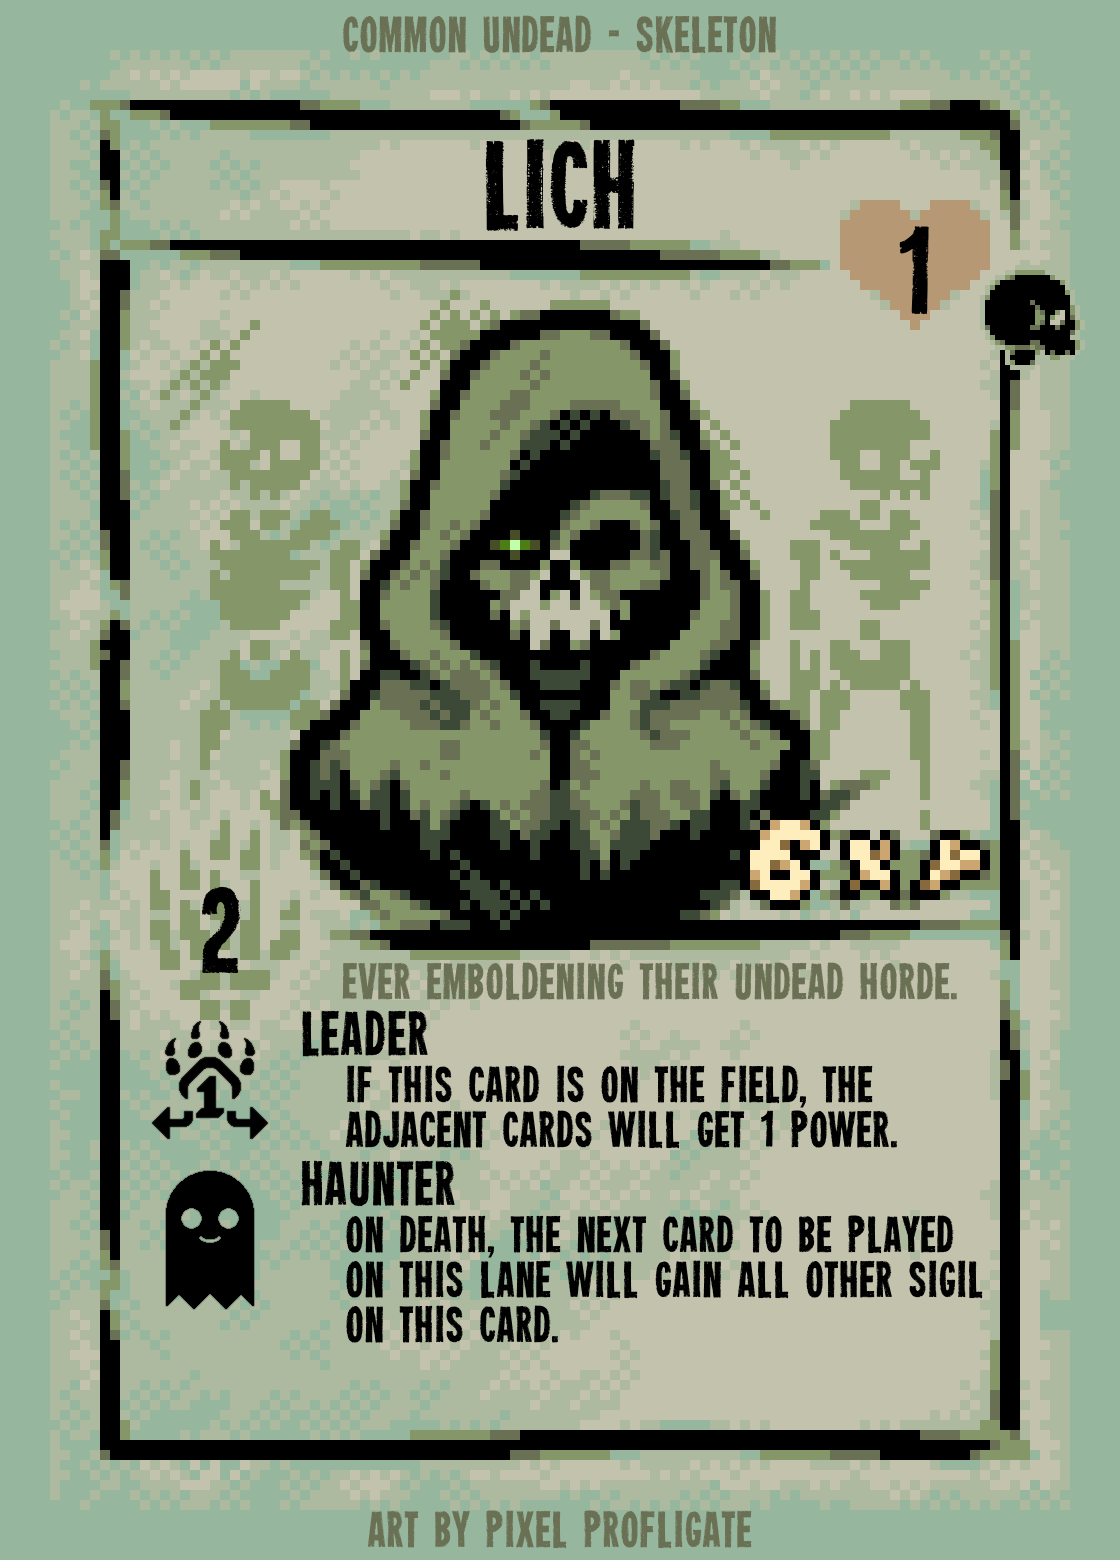 COMMON UNDEAD - SKELETON
LICH
1
6 X
2
EVER EMBOLDENING THEIR UNDEAD HORDE.
LEADER
IF THIS CARD IS ON THE FIELD, THE
ADJACENT CARDS WILL GET 1 POWER.
1
HAUNTER
ON DEATH, THE NEXT CARD TO BE PLAYED
ON THIS LANE WILL GAIN ALL OTHER SIGIL
ON THIS CARD.
ART BY PIXEL PROFLIGATE